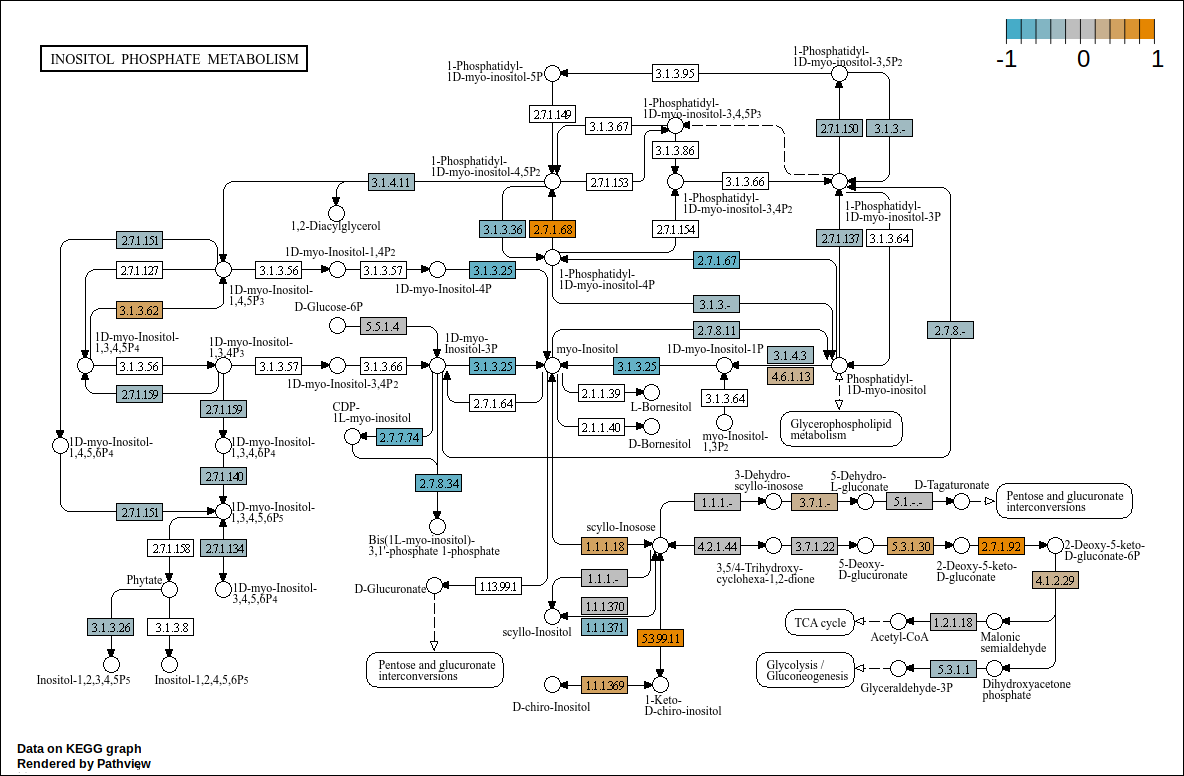 INOSITOL PHOSPHATE METABOLISM
-1 0 1
1-Phosphatidyl-
1D-myo-inositol-5P
3.1.3.95
1-Phosphatidyl-
1D-myo-inositol-3,5P2
2.7.1.149
3.1.3.67
1-Phosphatidyl-
1D-myo-inositol-3,4,5P3
2.7.1.150
3.1.3.-
3.1.3.86
1-Phosphatidyl-
1D-myo-inositol-4,5P2
3.1.4.11
2.7.1.153
3.1.3.66
1,2-Diacylglycerol
1-Phosphatidyl-
1D-myo-inositol-3,4P2
1-Phosphatidyl-
1D-myo-inositol-3P
3.1.3.36
2.7.1.68
2.7.1.154
2.7.1.137
3.1.3.64
2.7.1.151
1D-myo-Inositol-1,4P2
2.7.1.127
3.1.3.56
3.1.3.57
3.1.3.25
2.7.1.67
1-Phosphatidyl-
1D-myo-inositol-4P
1D-myo-Inositol-
1,4,5P3
1D-myo-Inositol-4P
3.1.3.62
D-Glucose-6P
3.1.3.-
5.5.1.4
2.7.8.11
2.7.8.-
1D-myo-Inositol-
1,3,4,5P4
1D-myo-Inositol-
1,3,4P3
1D-myo-
Inositol-3P
myo-Inositol
1D-myo-Inositol-1P
3.1.4.3
3.1.3.56
3.1.3.57
3.1.3.66
3.1.3.25
3.1.3.25
4.6.1.13
1D-myo-Inositol-3,4P2
Phosphatidyl-
1D-myo-inositol
2.7.1.159
2.7.1.159
2.1.1.39
L-Bornesitol
2.7.1.64
3.1.3.64
CDP-
1L-myo-inositol
2.7.7.74
2.1.1.40
D-Bornesitol
myo-Inositol-
1,3P2
Glycerophospholipid
metabolism
1D-myo-Inositol-
1,4,5,6P4
1D-myo-Inositol-
1,3,4,6P4
2.7.1.140
2.7.8.34
3-Dehydro-
scyllo-inosose
5-Dehydro-
L-gluconate
D-Tagaturonate
1.1.1.-
3.7.1.-
5.1.-.-
Pentose and glucuronate
interconversions
2.7.1.151
1D-myo-Inositol-
1,3,4,5,6P5
scyllo-Inosose
2.7.1.158
2.7.1.134
Bis(1L-myo-inositol)-
3,1'-phosphate 1-phosphate
1.1.1.18
4.2.1.44
3.7.1.22
5.3.1.30
2.7.1.92
2-Deoxy-5-keto-
D-gluconate-6P
3,5/4-Trihydroxy-
cyclohexa-1,2-dione
5-Deoxy-
D-glucuronate
2-Deoxy-5-keto-
D-gluconate
4.1.2.29
Phytate
1D-myo-Inositol-
3,4,5,6P4
D-Glucuronate
1.13.99.1
1.1.1.-
1.1.1.370
1.1.1.371
scyllo-Inositol
5.3.99.11
3.1.3.26
3.1.3.8
TCA cycle
Acetyl-CoA
1.2.1.18
Malonic
semialdehyde
Pentose and glucuronate
interconversions
Glycolysis /
Gluconeogenesis
Glyceraldehyde-3P
5.3.1.1
Dihydroxyacetone
phosphate
Inositol-1,2,3,4,5P5
Inositol-1,2,4,5,6P5
1.1.1.369
D-chiro-Inositol
1-Keto-
D-chiro-inositol
Data on KEGG graph
Rendered by Pathview